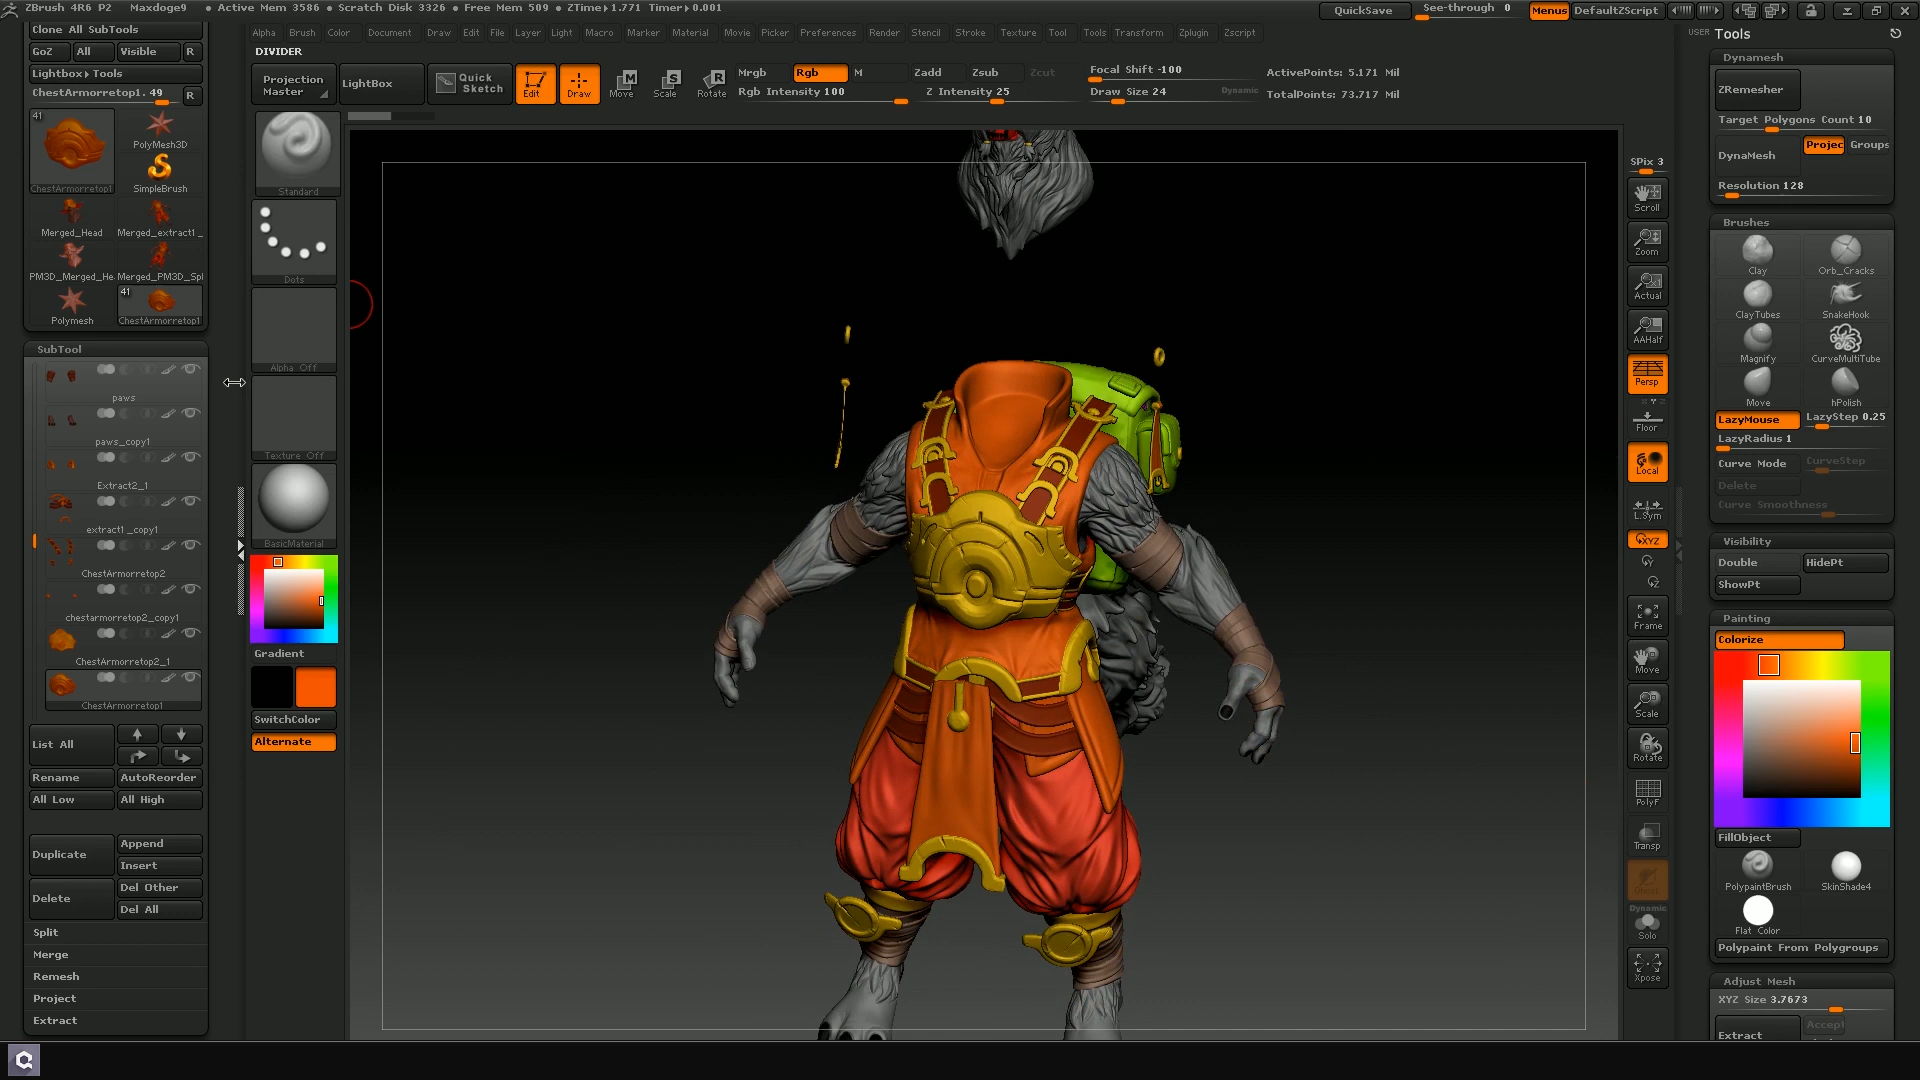 ZBrush 4R6 P2 Maxdoge9 • Active Mem 3586 • Scratch Disk 3326 • Free Mem 509 • ZTime▸1.771 Timer▸0.001
QuickSave See-through 0 Menus DefaultZScript
Alpha Brush Color Document Draw Edit File Layer Light Macro Marker Material Movie Picker Preferences Render Stencil Stroke Texture Tool Tools Transform Zplugin Zscript
DIVIDER
Projection Master
LightBox
Quick Sketch
Edit
Draw
Move
Scale
Rotate
Mrgb Rgb M
Rgb Intensity 100
Zadd Zsub Zcut
Z Intensity 25
Focal Shift -100
Draw Size 24 Dynamic
ActivePoints: 5.171 Mil
TotalPoints: 73.717 Mil
Clone All SubTools
GoZ All Visible R
Lightbox▸Tools
ChestArmorretop1. 49 R
41
ChestArmorretop1
PolyMesh3D
SimpleBrush
Merged_Head
Merged_extract1_
PM3D_Merged_He
Merged_PM3D_Spl
Polymesh
41
ChestArmorretop1
SubTool
paws
paws_copy1
Extract2_1
extract1_copy1
ChestArmorretop2
chestarmorretop2_copy1
ChestArmorretop2_1
ChestArmorretop1
List All
Rename AutoReorder
All Low All High
Duplicate Append
Insert
Delete Del Other
Del All
Split
Merge
Remesh
Project
Extract
Standard
Dots
Alpha Off
Texture Off
BasicMaterial
Gradient
SwitchColor
Alternate
SPix 3
Scroll
Zoom
Actual
AAHalf
Persp
Floor
Local
L.Sym
XYZ
Y
Z
Frame
Move
Scale
Rotate
PolyF
Transp
Ghost
Dynamic
Solo
Xpose
USER Tools
Dynamesh
ZRemesher
Target Polygons Count 10
DynaMesh Projec Groups
Resolution 128
Brushes
Clay Orb_Cracks
ClayTubes SnakeHook
Magnify CurveMultiTube
Move hPolish
LazyMouse LazyStep 0.25
LazyRadius 1
Curve Mode CurveStep
Delete
Curve Smoothness
Visibility
Double HidePt
ShowPt
Painting
Colorize
FillObject
PolypaintBrush SkinShade4
Flat Color
Polypaint From Polygroups
Adjust Mesh
XYZ Size 3.7673
Extract Accept